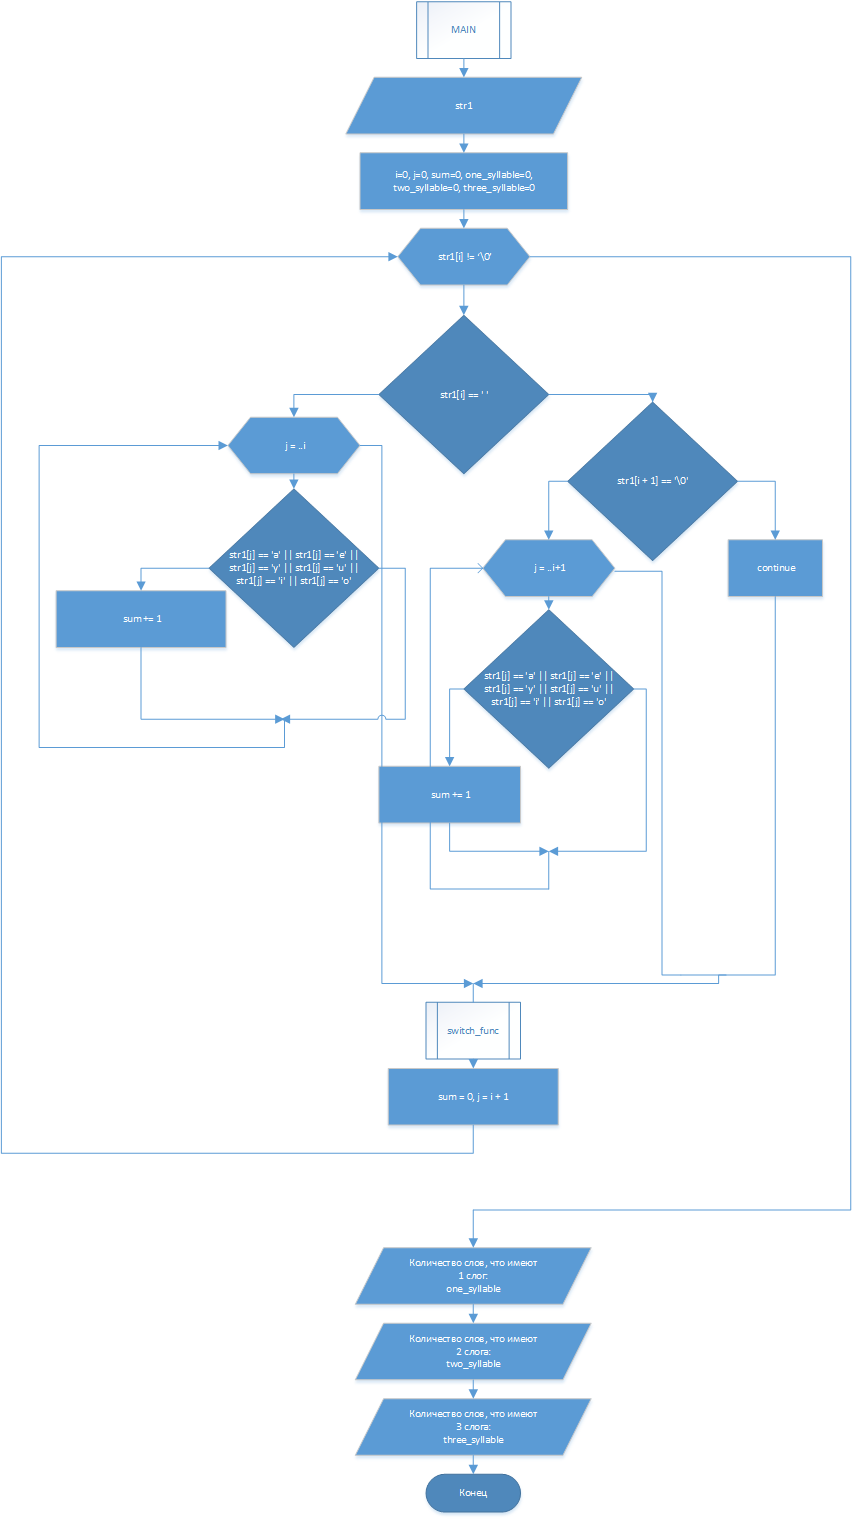 MAIN
str1
i=0, j=0, sum=0, one_syllable=0,
two_syllable=0, three_syllable=0
str1[i] != '\0'
str1[i] == ' '
j = ..i
str1[i + 1] == '\0'
str1[j] == 'a' || str1[j] == 'e' ||
str1[j] == 'y' || str1[j] == 'u' ||
str1[j] == 'i' || str1[j] == 'o'
j = ..i+1
continue
sum += 1
str1[j] == 'a' || str1[j] == 'e' ||
str1[j] == 'y' || str1[j] == 'u' ||
str1[j] == 'i' || str1[j] == 'o'
sum += 1
switch_func
sum = 0, j = i + 1
Количество слов, что имеют
1 слог:
one_syllable
Количество слов, что имеют
2 слога:
two_syllable
Количество слов, что имеют
3 слога:
three_syllable
Конец